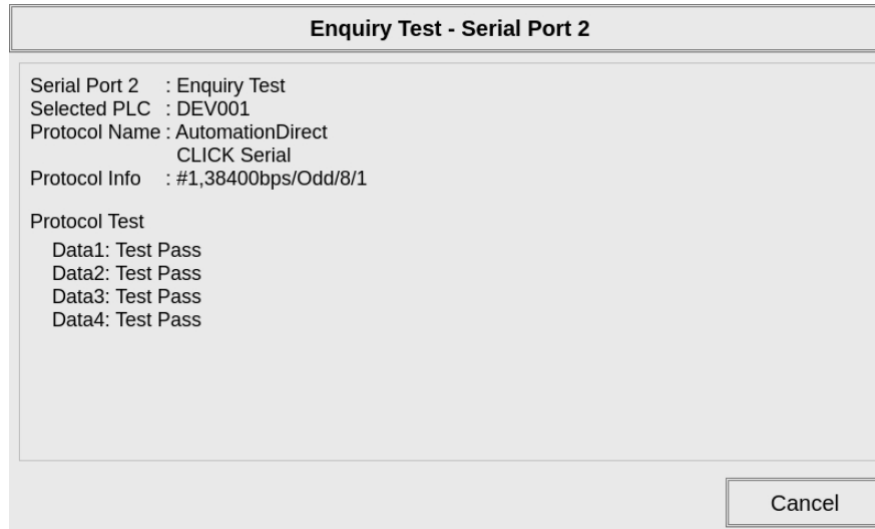 Enquiry Test - Serial Port 2
Serial Port 2 : Enquiry Test
Selected PLC : DEV001
Protocol Name : AutomationDirect
CLICK Serial
Protocol Info : #1,38400bps/Odd/8/1
Protocol Test
Data1: Test Pass
Data2: Test Pass
Data3: Test Pass
Data4: Test Pass
Cancel